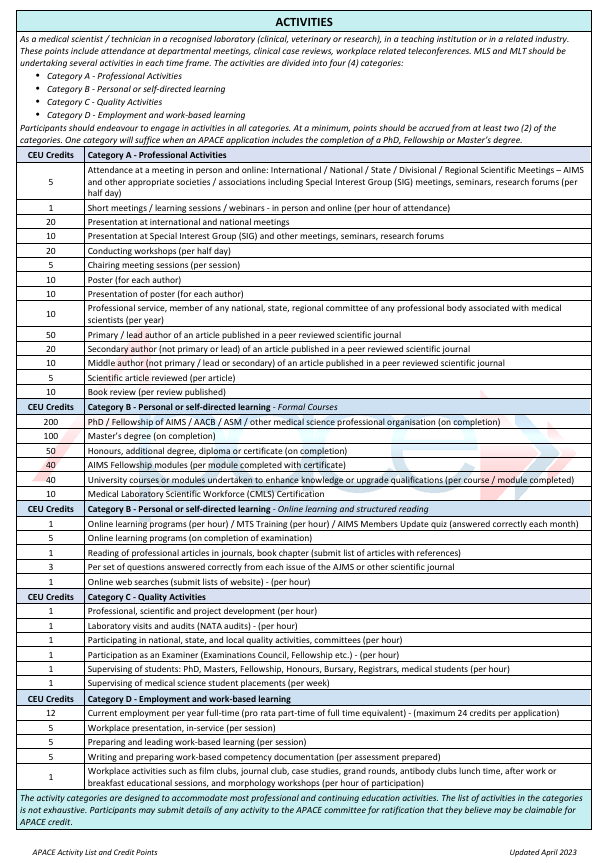 ACTIVITIES
As a medical scientist / technician in a recognised laboratory (clinical, veterinary or research), in a teaching institution or in a related industry.
These points include attendance at departmental meetings, clinical case reviews, workplace related teleconferences. MLS and MLT should be
undertaking several activities in each time frame. The activities are divided into four (4) categories:
• Category A - Professional Activities
• Category B - Personal or self-directed learning
• Category C - Quality Activities
• Category D - Employment and work-based learning
Participants should endeavour to engage in activities in all categories. At a minimum, points should be accrued from at least two (2) of the
categories. One category will suffice when an APACE application includes the completion of a PhD, Fellowship or Master's degree.
CEU Credits Category A - Professional Activities
Attendance at a meeting in person and online: International / National / State / Divisional / Regional Scientific Meetings – AIMS
5 and other appropriate societies / associations including Special Interest Group (SIG) meetings, seminars, research forums (per
half day)
1 Short meetings / learning sessions / webinars - in person and online (per hour of attendance)
20 Presentation at international and national meetings
10 Presentation at Special Interest Group (SIG) and other meetings, seminars, research forums
20 Conducting workshops (per half day)
5 Chairing meeting sessions (per session)
10 Poster (for each author)
10 Presentation of poster (for each author)
10 Professional service, member of any national, state, regional committee of any professional body associated with medical
scientists (per year)
50 Primary / lead author of an article published in a peer reviewed scientific journal
20 Secondary author (not primary or lead) of an article published in a peer reviewed scientific journal
10 Middle author (not primary / lead or secondary) of an article published in a peer reviewed scientific journal
5 Scientific article reviewed (per article)
10 Book review (per review published)
CEU Credits Category B - Personal or self-directed learning - Formal Courses
200 PhD / Fellowship of AIMS / AACB / ASM / other medical science professional organisation (on completion)
100 Master's degree (on completion)
50 Honours, additional degree, diploma or certificate (on completion)
40 AIMS Fellowship modules (per module completed with certificate)
40 University courses or modules undertaken to enhance knowledge or upgrade qualifications (per course / module completed)
10 Medical Laboratory Scientific Workforce (CMLS) Certification
CEU Credits Category B - Personal or self-directed learning - Online learning and structured reading
1 Online learning programs (per hour) / MTS Training (per hour) / AIMS Members Update quiz (answered correctly each month)
5 Online learning programs (on completion of examination)
1 Reading of professional articles in journals, book chapter (submit list of articles with references)
3 Per set of questions answered correctly from each issue of the AJMS or other scientific journal
1 Online web searches (submit lists of website) - (per hour)
CEU Credits Category C - Quality Activities
1 Professional, scientific and project development (per hour)
1 Laboratory visits and audits (NATA audits) - (per hour)
1 Participating in national, state, and local quality activities, committees (per hour)
1 Participation as an Examiner (Examinations Council, Fellowship etc.) - (per hour)
1 Supervising of students: PhD, Masters, Fellowship, Honours, Bursary, Registrars, medical students (per hour)
1 Supervising of medical science student placements (per week)
CEU Credits Category D - Employment and work-based learning
12 Current employment per year full-time (pro rata part-time of full time equivalent) - (maximum 24 credits per application)
5 Workplace presentation, in-service (per session)
5 Preparing and leading work-based learning (per session)
5 Writing and preparing work-based competency documentation (per assessment prepared)
1 Workplace activities such as film clubs, journal club, case studies, grand rounds, antibody clubs lunch time, after work or
breakfast educational sessions, and morphology workshops (per hour of participation)
The activity categories are designed to accommodate most professional and continuing education activities. The list of activities in the categories
is not exhaustive. Participants may submit details of any activity to the APACE committee for ratification that they believe may be claimable for
APACE credit.
APACE Activity List and Credit Points Updated April 2023